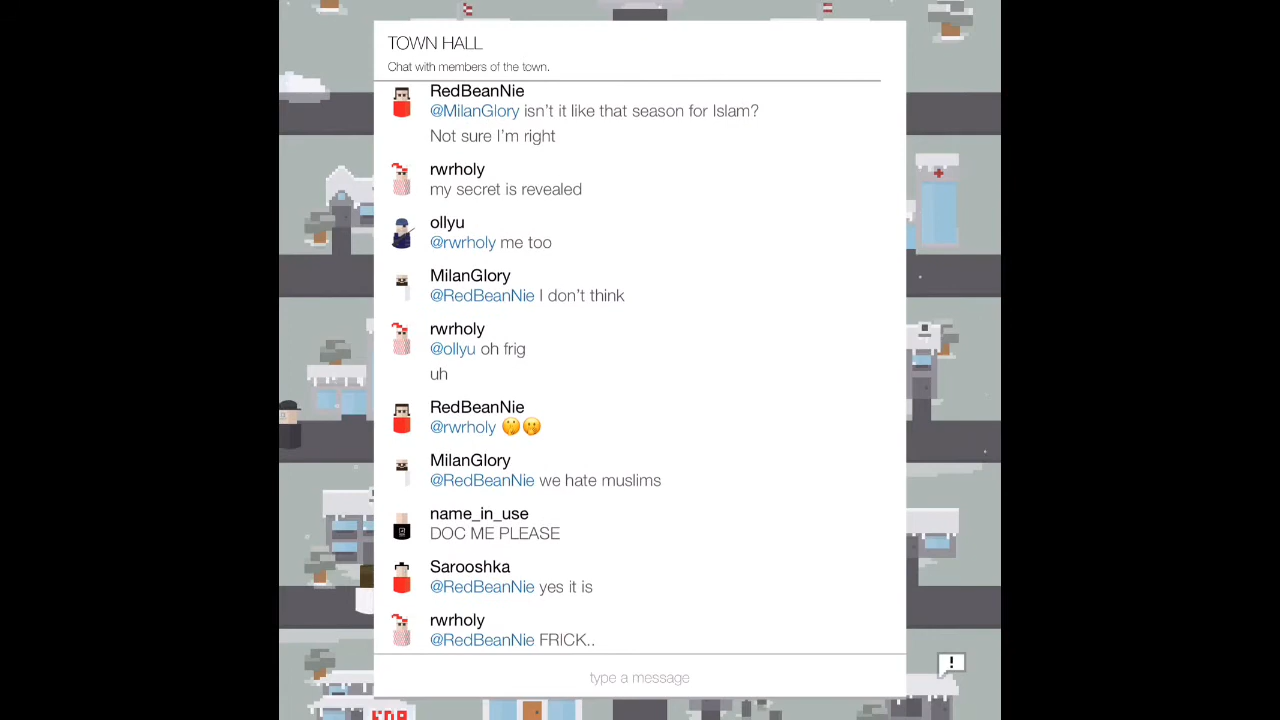 TOWN HALL
Chat with members of the town.
RedBeanNie
@MilanGlory isn't it like that season for Islam?
Not sure I'm right
rwrholy
my secret is revealed
ollyu
@rwrholy me too
MilanGlory
@RedBeanNie I don't think
rwrholy
@ollyu oh frig
uh
RedBeanNie
@rwrholy 🤫🤭
MilanGlory
@RedBeanNie we hate muslims
name_in_use
DOC ME PLEASE
Sarooshka
@RedBeanNie yes it is
rwrholy
@RedBeanNie FRICK..
!
type a message